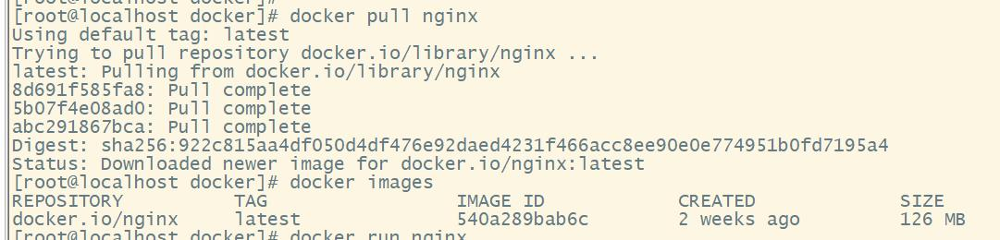 [root@localhost docker]#
[root@localhost docker]# docker pull nginx
Using default tag: latest
Trying to pull repository docker.io/library/nginx ...
latest: Pulling from docker.io/library/nginx
8d691f585fa8: Pull complete
5b07f4e08ad0: Pull complete
abc291867bca: Pull complete
Digest: sha256:922c815aa4df050d4df476e92daed4231f466acc8ee90e0e774951b0fd7195a4
Status: Downloaded newer image for docker.io/nginx:latest
[root@localhost docker]# docker images
REPOSITORY TAG IMAGE ID CREATED SIZE
docker.io/nginx latest 540a289bab6c 2 weeks ago 126 MB
[root@localhost docker]# docker run nginx